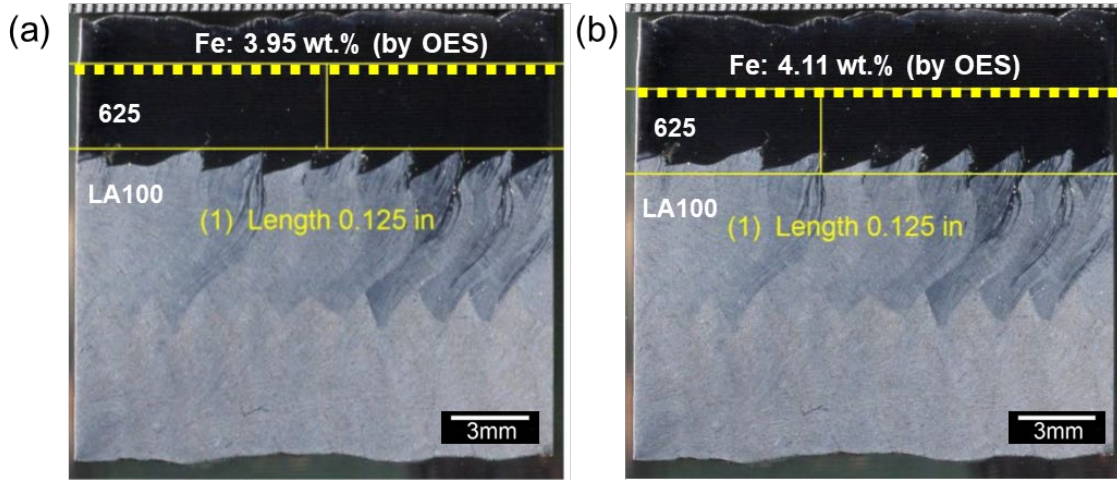 (a)
Fe: 3.95 wt.% (by OES)
625
LA100
(1) Length 0.125 in
3mm
(b)
Fe: 4.11 wt.% (by OES)
625
LA100
(1) Length 0.125 in
3mm